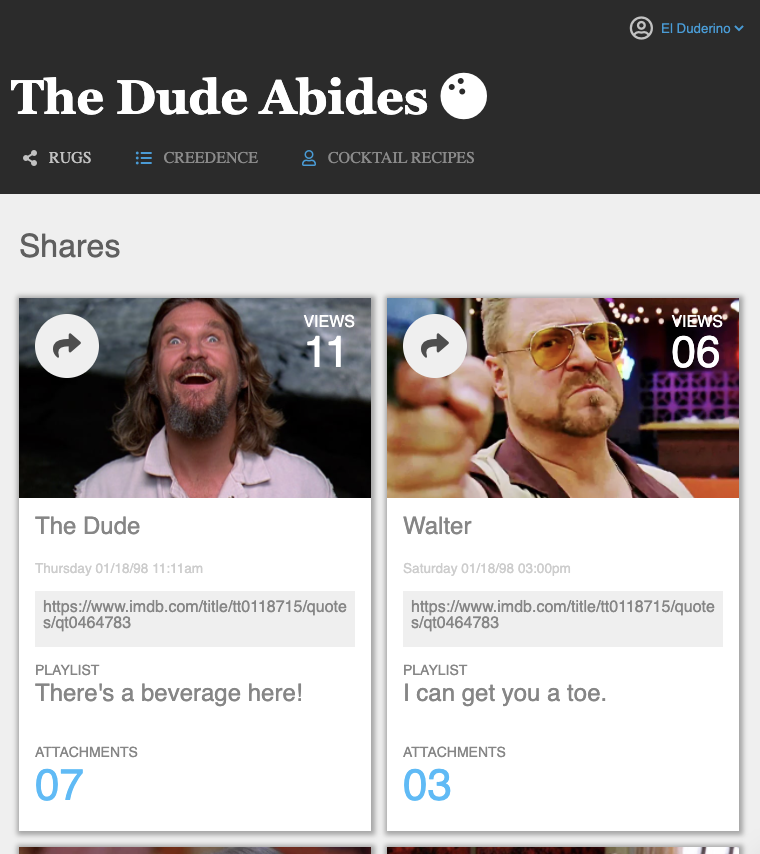 El Duderino
The Dude Abides
RUGS
CREEDENCE
COCKTAIL RECIPES
Shares
VIEWS
11
The Dude
Thursday 01/18/98 11:11am
https://www.imdb.com/title/tt0118715/quote
s/qt0464783
PLAYLIST
There's a beverage here!
ATTACHMENTS
07
VIEWS
06
Walter
Saturday 01/18/98 03:00pm
https://www.imdb.com/title/tt0118715/quote
s/qt0464783
PLAYLIST
I can get you a toe.
ATTACHMENTS
03